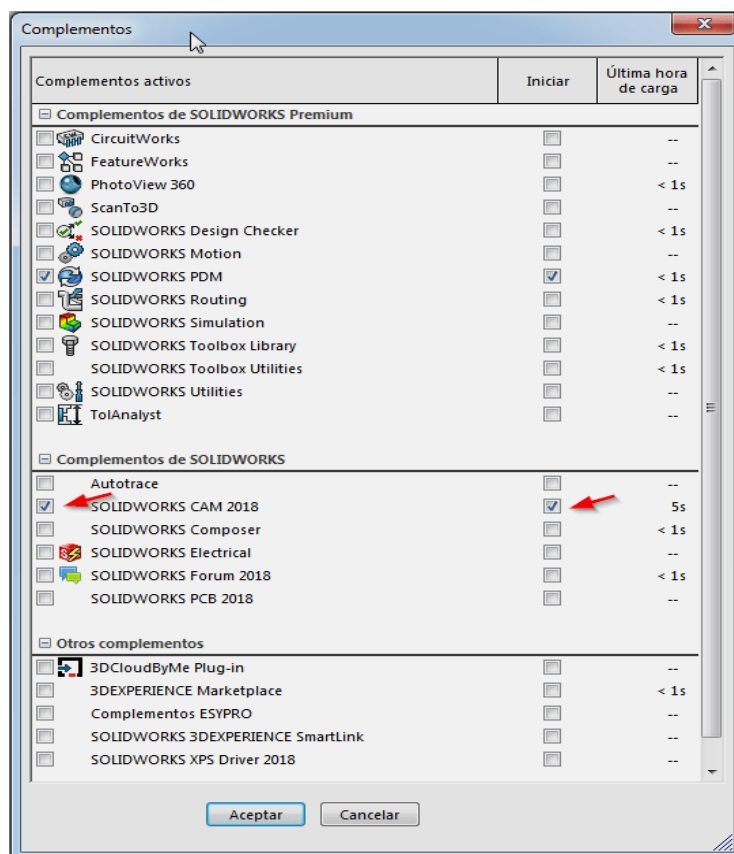 Complementos
Complementos activos Iniciar Última hora de carga
Complementos de SOLIDWORKS Premium
CircuitWorks --
FeatureWorks --
PhotoView 360 < 1s
ScanTo3D --
SOLIDWORKS Design Checker < 1s
SOLIDWORKS Motion --
SOLIDWORKS PDM < 1s
SOLIDWORKS Routing < 1s
SOLIDWORKS Simulation --
SOLIDWORKS Toolbox Library < 1s
SOLIDWORKS Toolbox Utilities < 1s
SOLIDWORKS Utilities --
TolAnalyst --
Complementos de SOLIDWORKS
Autotrace --
SOLIDWORKS CAM 2018 5s
SOLIDWORKS Composer < 1s
SOLIDWORKS Electrical --
SOLIDWORKS Forum 2018 < 1s
SOLIDWORKS PCB 2018 --
Otros complementos
3DCloudByMe Plug-in --
3DEXPERIENCE Marketplace < 1s
Complementos ESYPRO --
SOLIDWORKS 3DEXPERIENCE SmartLink --
SOLIDWORKS XPS Driver 2018 --
Aceptar Cancelar